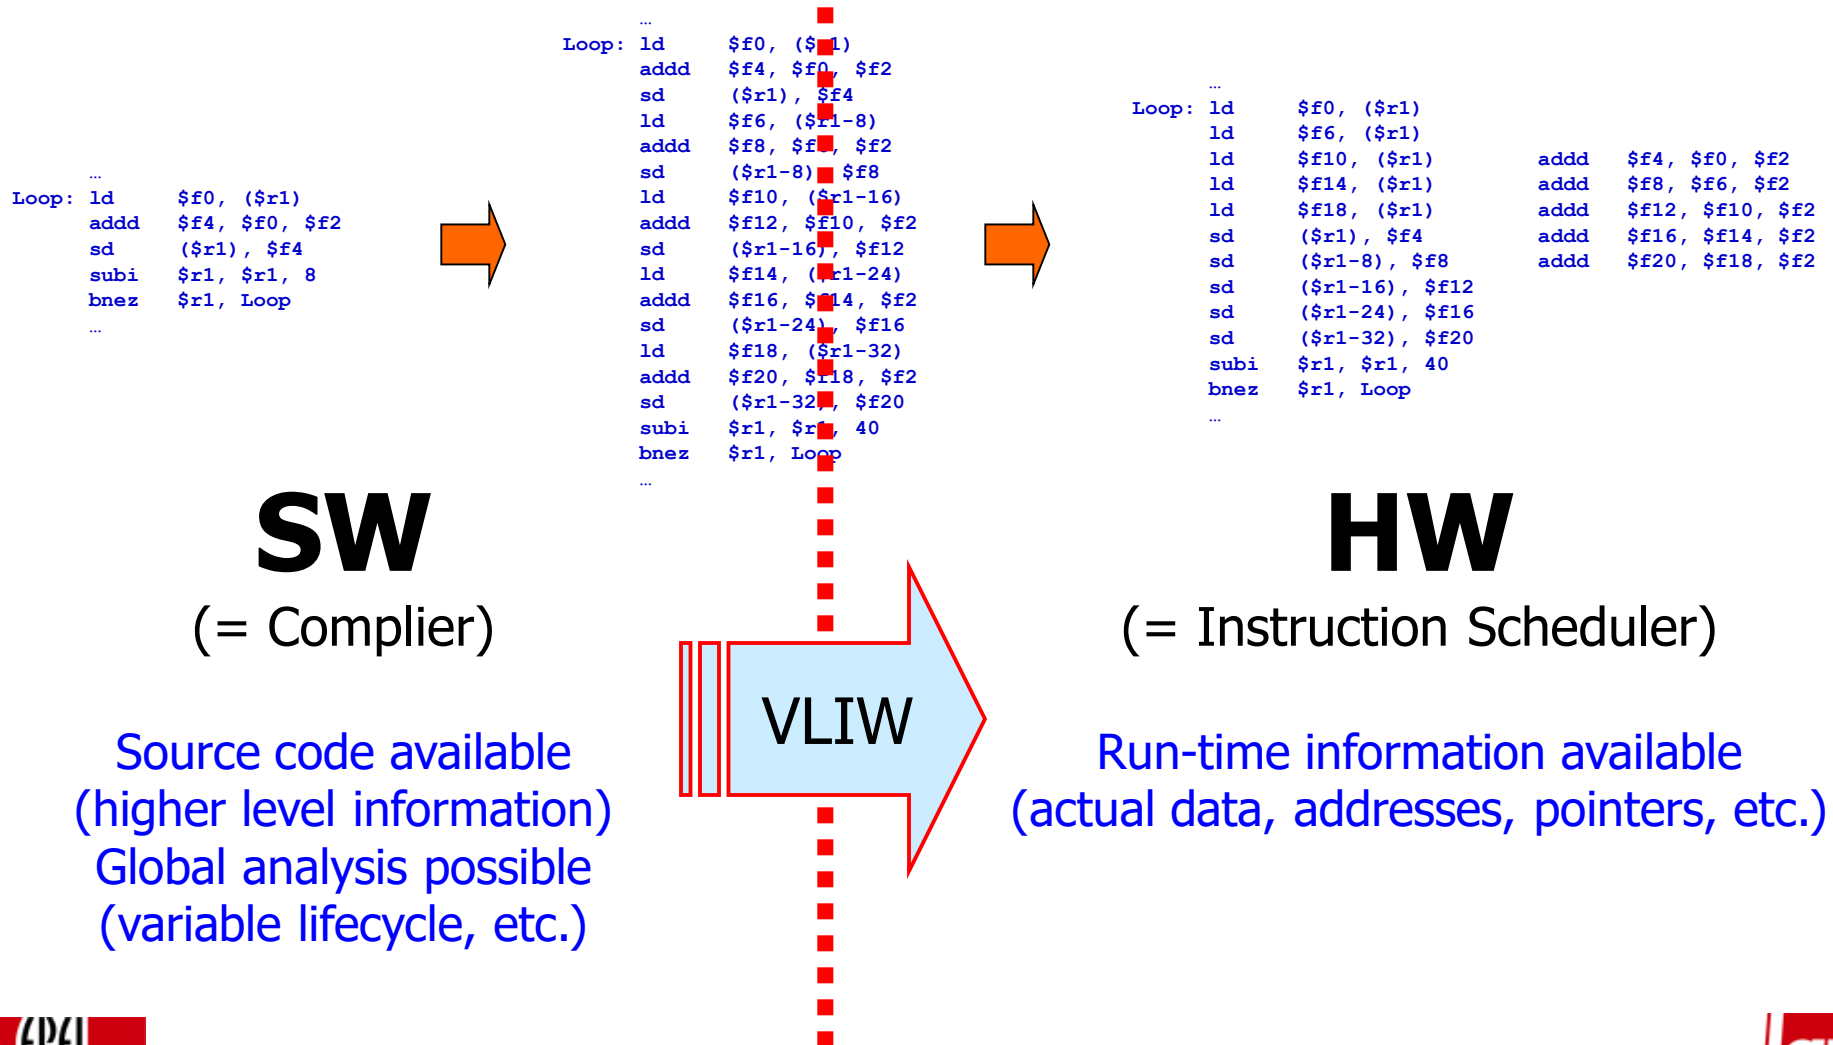 …
Loop: ld $f0, ($r1)
addd $f4, $f0, $f2
sd ($r1), $f4
subi $r1, $r1, 8
bnez $r1, Loop
…
…
Loop: ld $f0, ($r1)
addd $f4, $f0, $f2
sd ($r1), $f4
ld $f6, ($r1-8)
addd $f8, $f6, $f2
sd ($r1-8), $f8
ld $f10, ($r1-16)
addd $f12, $f10, $f2
sd ($r1-16), $f12
ld $f14, ($r1-24)
addd $f16, $f14, $f2
sd ($r1-24), $f16
ld $f18, ($r1-32)
addd $f20, $f18, $f2
sd ($r1-32), $f20
subi $r1, $r1, 40
bnez $r1, Loop
…
…
Loop: ld $f0, ($r1)
ld $f6, ($r1)
ld $f10, ($r1) addd $f4, $f0, $f2
ld $f14, ($r1) addd $f8, $f6, $f2
ld $f18, ($r1) addd $f12, $f10, $f2
sd ($r1), $f4 addd $f16, $f14, $f2
sd ($r1-8), $f8 addd $f20, $f18, $f2
sd ($r1-16), $f12
sd ($r1-24), $f16
sd ($r1-32), $f20
subi $r1, $r1, 40
bnez $r1, Loop
…
SW
(= Complier)
Source code available
(higher level information)
Global analysis possible
(variable lifecycle, etc.)
VLIW
HW
(= Instruction Scheduler)
Run-time information available
(actual data, addresses, pointers, etc.)